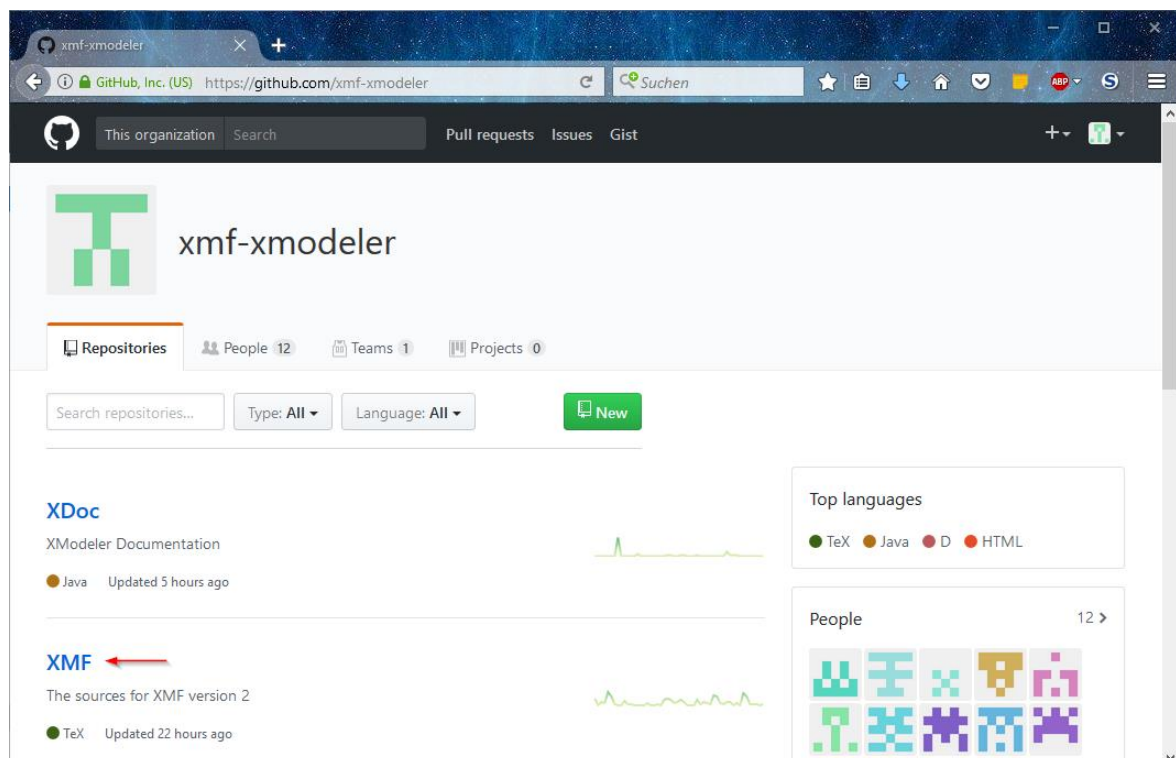 xmf-xmodeler
GitHub, Inc. (US) https://github.com/xmf-xmodeler Suchen ABP S
This organization Search Pull requests Issues Gist
xmf-xmodeler
Repositories People 12 Teams 1 Projects 0
Search repositories... Type: All Language: All New
XDoc
XModeler Documentation
Java Updated 5 hours ago
XMF
The sources for XMF version 2
TeX Updated 22 hours ago
Top languages
TeX Java D HTML
People 12